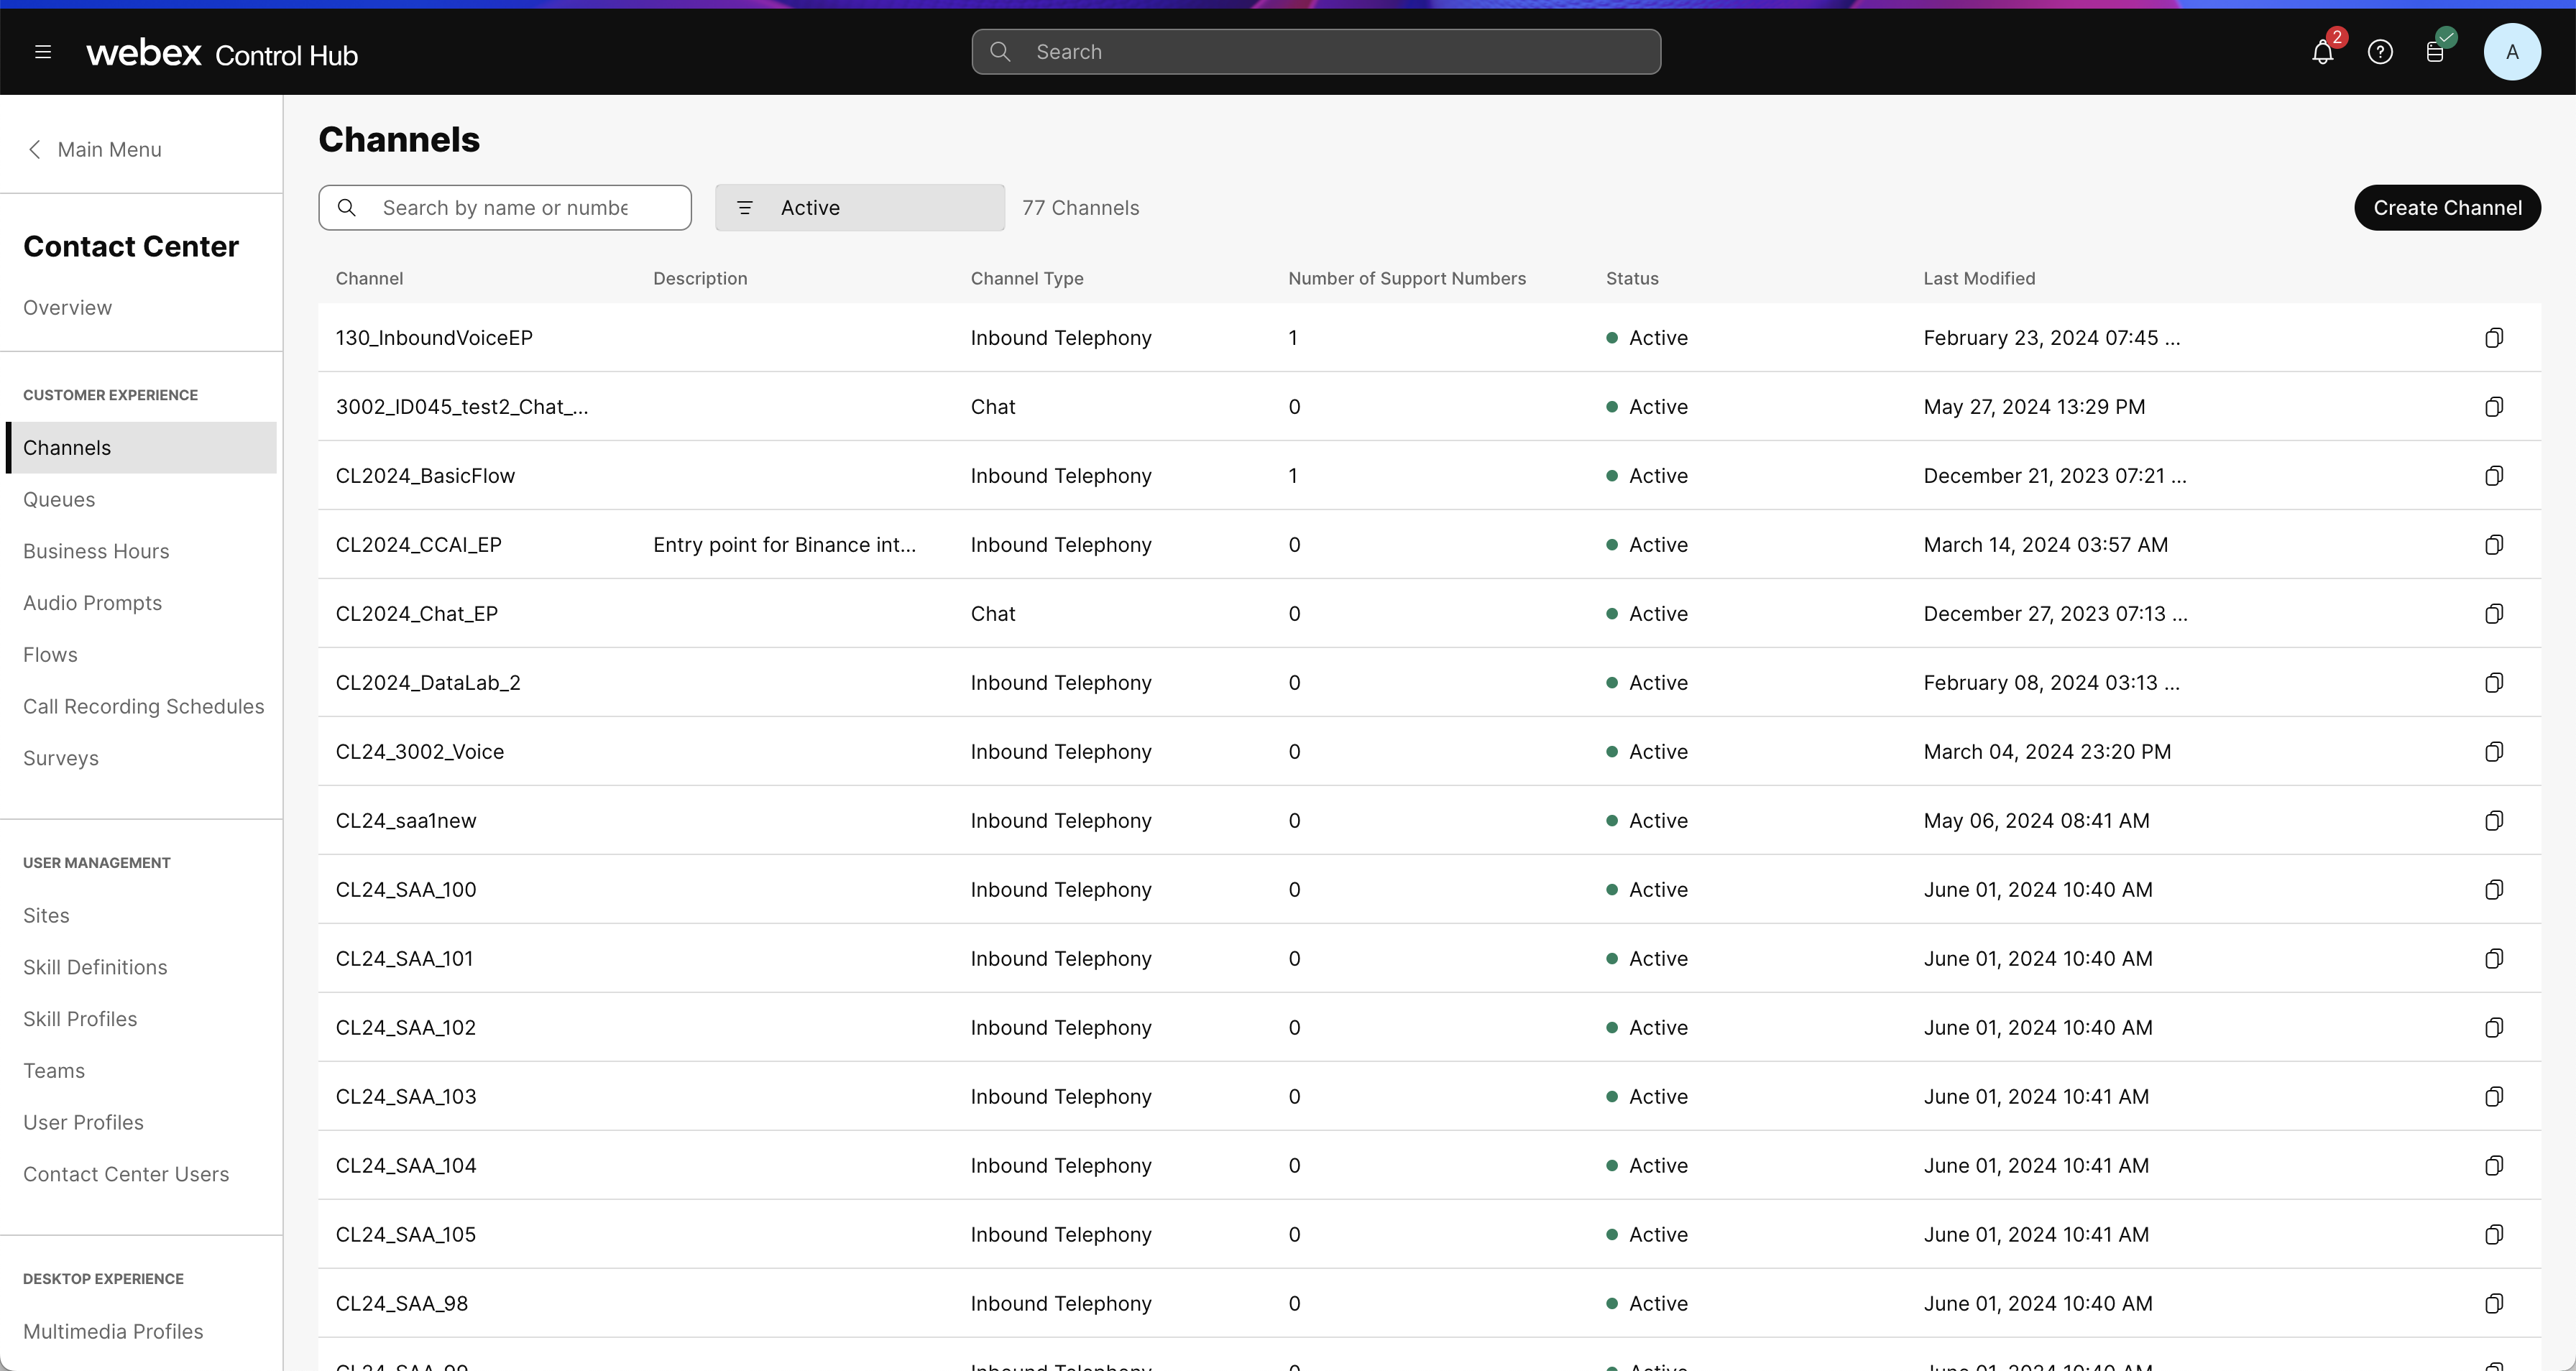 webex Control Hub
Search
2
A
Main Menu
Contact Center
Overview
CUSTOMER EXPERIENCE
Channels
Queues
Business Hours
Audio Prompts
Flows
Call Recording Schedules
Surveys
USER MANAGEMENT
Sites
Skill Definitions
Skill Profiles
Teams
User Profiles
Contact Center Users
DESKTOP EXPERIENCE
Multimedia Profiles
Channels
Search by name or numbe Active 77 Channels Create Channel
Channel Description Channel Type Number of Support Numbers Status Last Modified
130_InboundVoiceEP Inbound Telephony 1 Active February 23, 2024 07:45 ...
3002_ID045_test2_Chat_... Chat 0 Active May 27, 2024 13:29 PM
CL2024_BasicFlow Inbound Telephony 1 Active December 21, 2023 07:21 ...
CL2024_CCAI_EP Entry point for Binance int... Inbound Telephony 0 Active March 14, 2024 03:57 AM
CL2024_Chat_EP Chat 0 Active December 27, 2023 07:13 ...
CL2024_DataLab_2 Inbound Telephony 0 Active February 08, 2024 03:13 ...
CL24_3002_Voice Inbound Telephony 0 Active March 04, 2024 23:20 PM
CL24_saa1new Inbound Telephony 0 Active May 06, 2024 08:41 AM
CL24_SAA_100 Inbound Telephony 0 Active June 01, 2024 10:40 AM
CL24_SAA_101 Inbound Telephony 0 Active June 01, 2024 10:40 AM
CL24_SAA_102 Inbound Telephony 0 Active June 01, 2024 10:40 AM
CL24_SAA_103 Inbound Telephony 0 Active June 01, 2024 10:41 AM
CL24_SAA_104 Inbound Telephony 0 Active June 01, 2024 10:41 AM
CL24_SAA_105 Inbound Telephony 0 Active June 01, 2024 10:41 AM
CL24_SAA_98 Inbound Telephony 0 Active June 01, 2024 10:40 AM
CL24_SAA_99 Inbound Telephony 0 Active June 01, 2024 10:40 AM